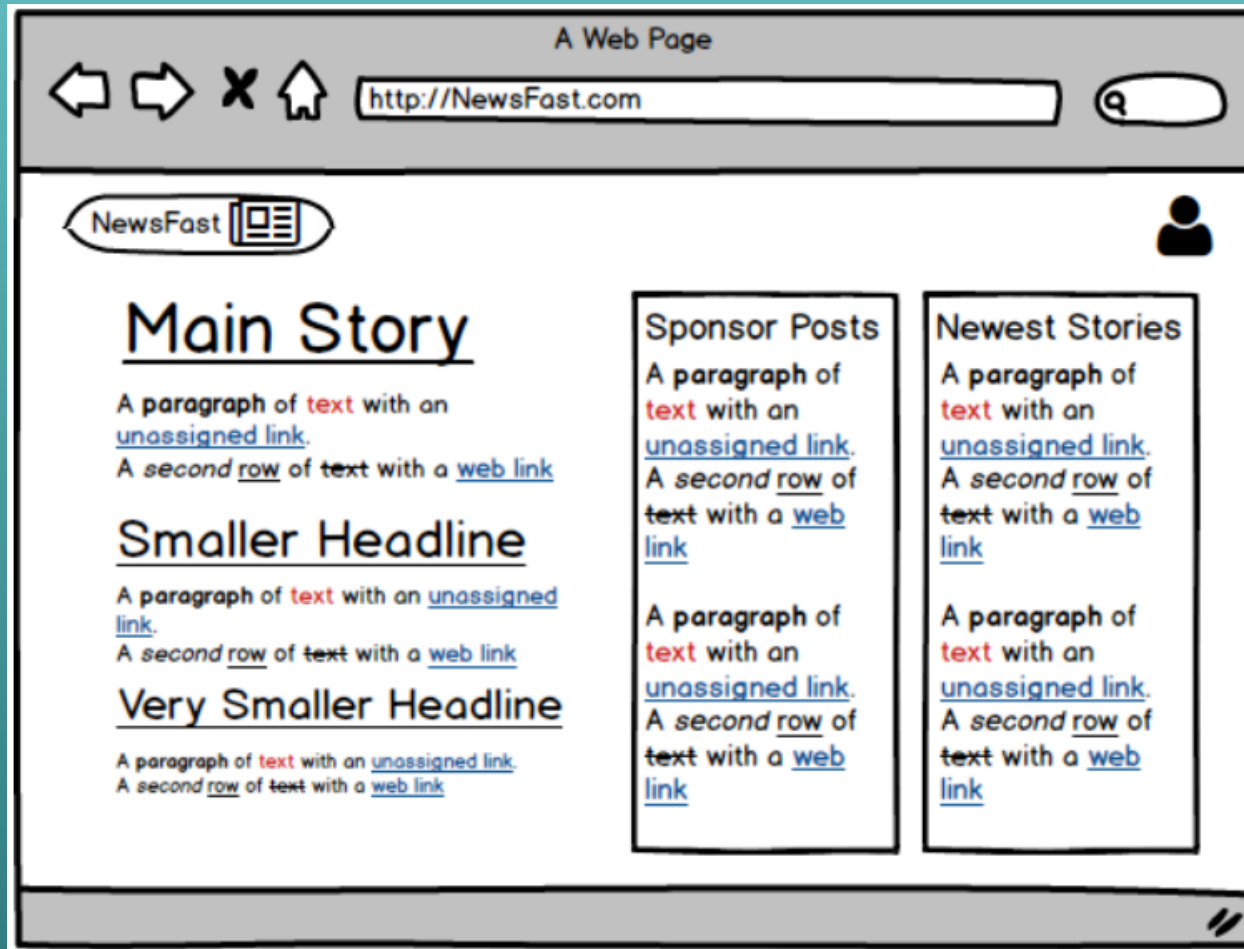 A Web Page
http://NewsFast.com
NewsFast
Main Story
A paragraph of text with an
unassigned link.
A second row of text with a web link
Smaller Headline
A paragraph of text with an unassigned
link.
A second row of text with a web link
Very Smaller Headline
A paragraph of text with an unassigned link.
A second row of text with a web link
Sponsor Posts
A paragraph of
text with an
unassigned link.
A second row of
text with a web
link
A paragraph of
text with an
unassigned link.
A second row of
text with a web
link
Newest Stories
A paragraph of
text with an
unassigned link.
A second row of
text with a web
link
A paragraph of
text with an
unassigned link.
A second row of
text with a web
link